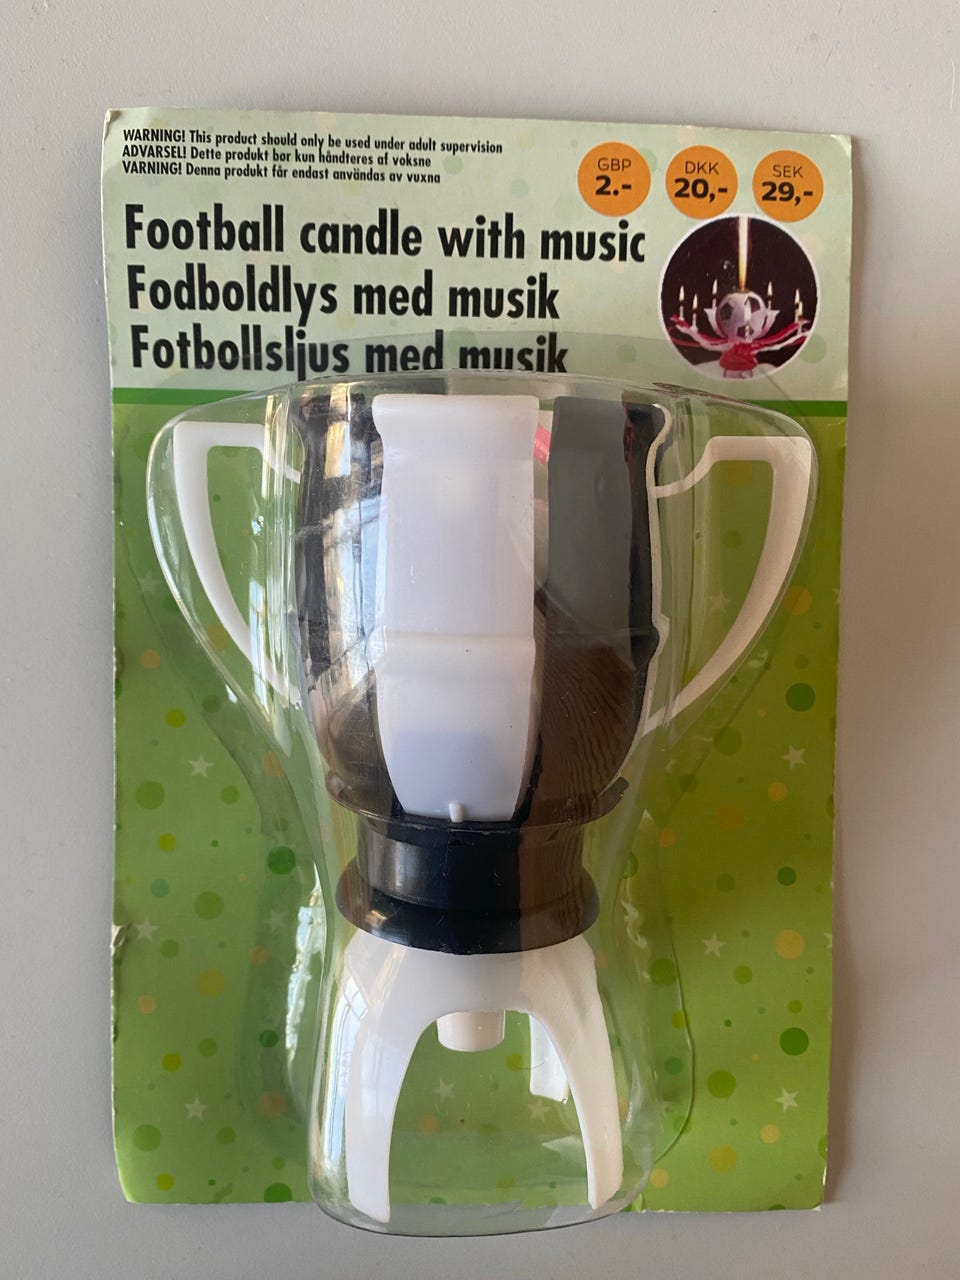 WARNING! This product should only be used under adult supervision
ADVARSEL! Dette produkt bør kun håndteres af voksne
VARNING! Denna produkt får endast användas av vuxna
GBP
2.-
DKK
20,-
SEK
29,-
Football candle with music
Fodboldlys med musik
Fotbollsljus med musik